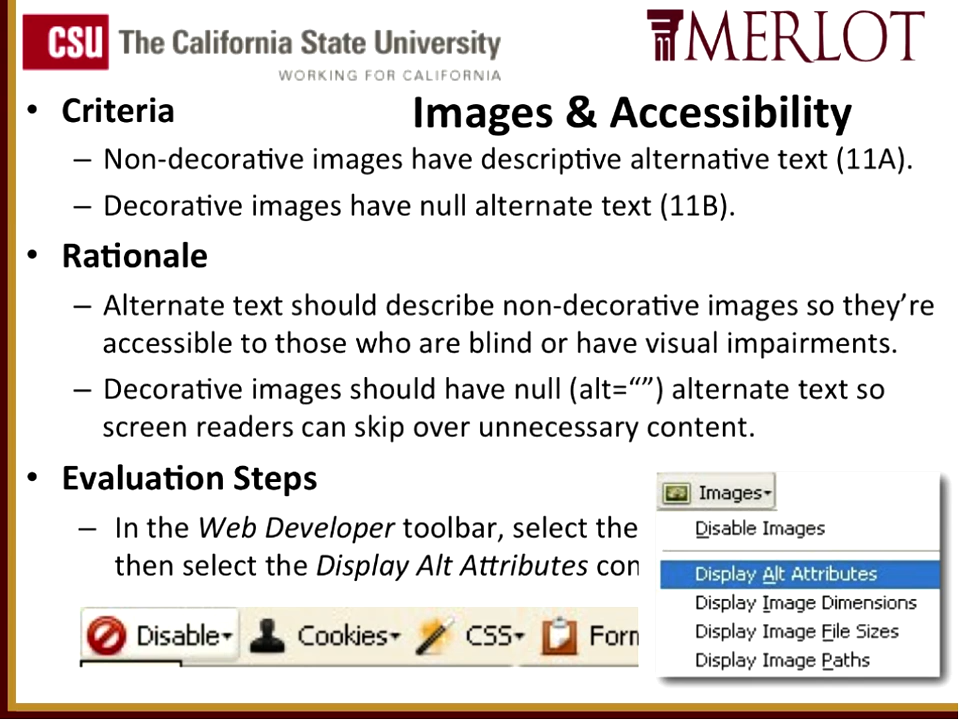 CSU The California State University
WORKING FOR CALIFORNIA
MERLOT
Images & Accessibility
• Criteria
– Non-decorative images have descriptive alternative text (11A).
– Decorative images have null alternate text (11B).
• Rationale
– Alternate text should describe non-decorative images so they’re
accessible to those who are blind or have visual impairments.
– Decorative images should have null (alt=“”) alternate text so
screen readers can skip over unnecessary content.
• Evaluation Steps
– In the Web Developer toolbar, select the
then select the Display Alt Attributes
Disable Cookies CSS
Images
Disable Images
Display Alt Attributes
Display Image Dimensions
Display Image File Sizes
Display Image Paths